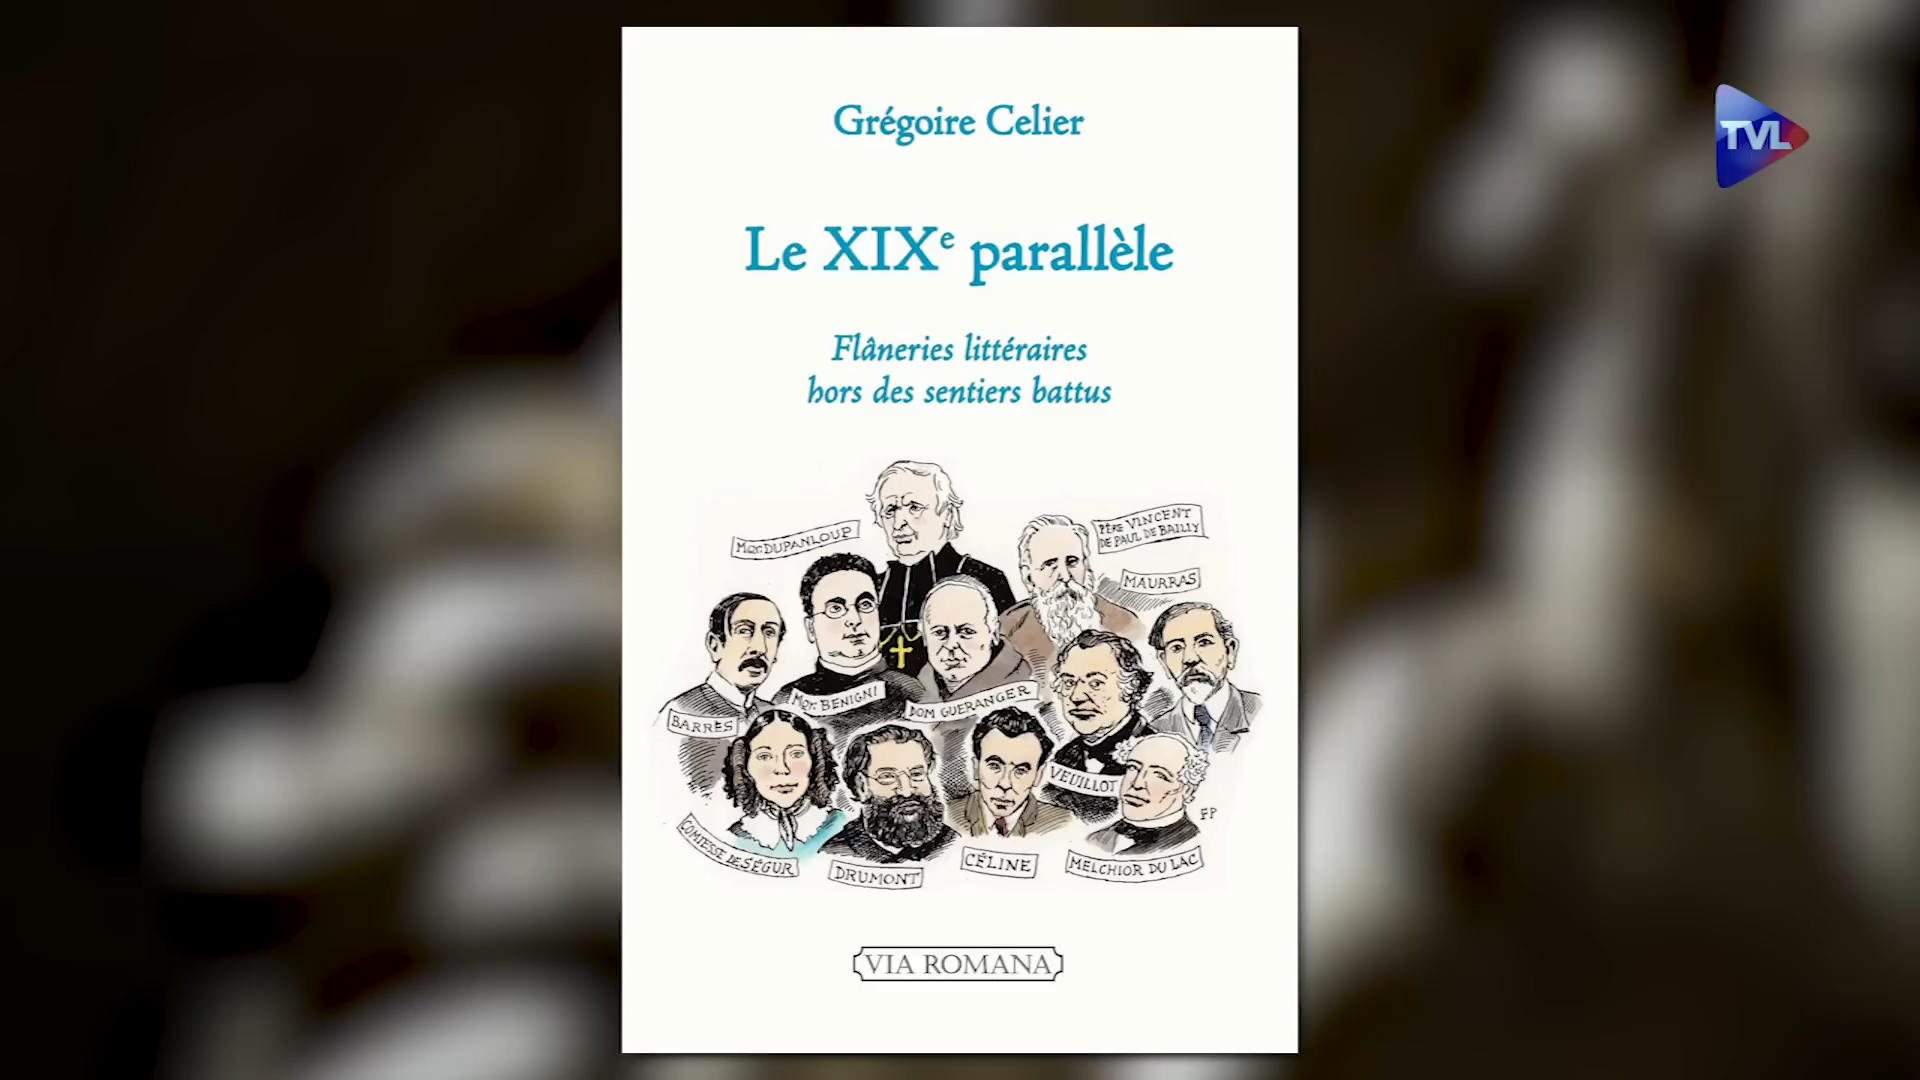 Grégoire Celier
TVL
Le XIXe parallèle
Flâneries littéraires
hors des sentiers battus
Mgr. DUPANLOUP
PÈRE VINCENT
DE PAUL DE BAILLY
MAURRAS
BARRÈS
Mgr. BENIGNI
DOM GUERANGER
VEUILLOT
FP
COMTESSE DE SÉGUR
DRUMONT
CÉLINE
MELCHIOR DU LAC
VIA ROMANA